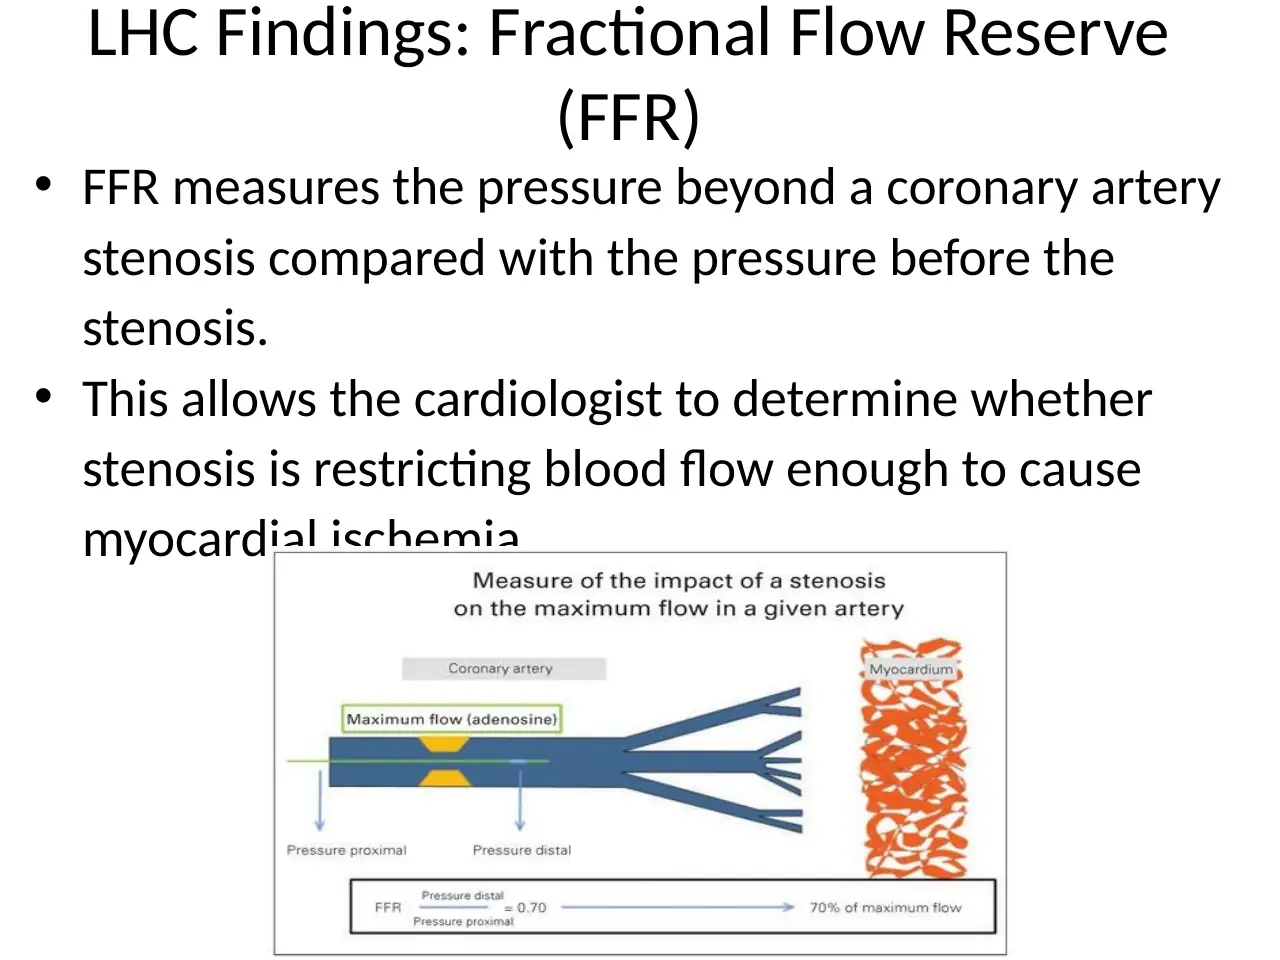 LHC Findings: Fractional Flow Reserve
(FFR)
• FFR measures the pressure beyond a coronary artery
stenosis compared with the pressure before the
stenosis.
• This allows the cardiologist to determine whether
stenosis is restricting blood flow enough to cause
myocardial ischemia
Measure of the impact of a stenosis
on the maximum flow in a given artery
Coronary artery
Myocardium
Maximum flow (adenosine)
Pressure proximal
Pressure distal
Pressure distal
FFR = 0.70
70% of maximum flow
Pressure proximal